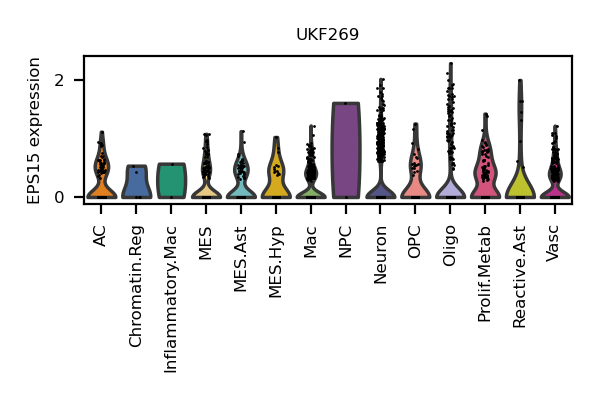 UKF269
EPS15 expression
2
0
AC
Chromatin.Reg
Inflammatory.Mac
MES
MES.Ast
MES.Hyp
Mac
NPC
Neuron
OPC
Oligo
Prolif.Metab
Reactive.Ast
Vasc